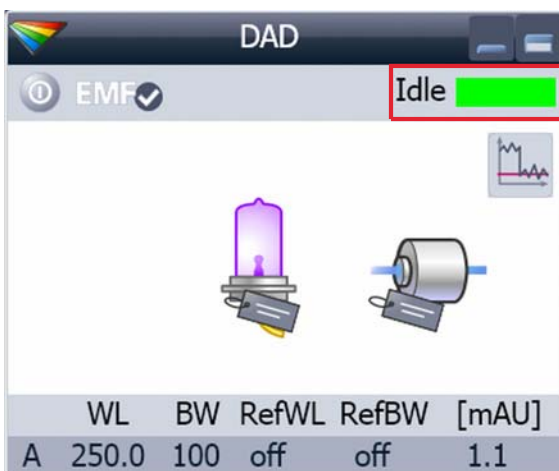 DAD
EMF
Idle
WL BW RefWL RefBW [mAU]
A 250.0 100 off off 1.1